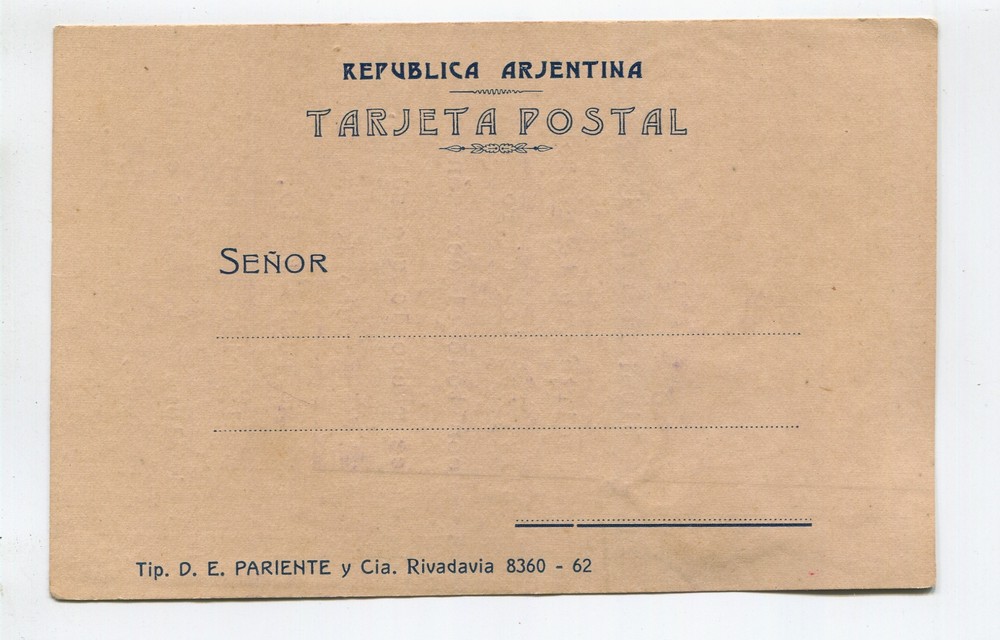 REPUBLICA ARJENTINA
TARJETA POSTAL
SEÑOR
Tip. D. E. PARIENTE y Cia. Rivadavia 8360 - 62